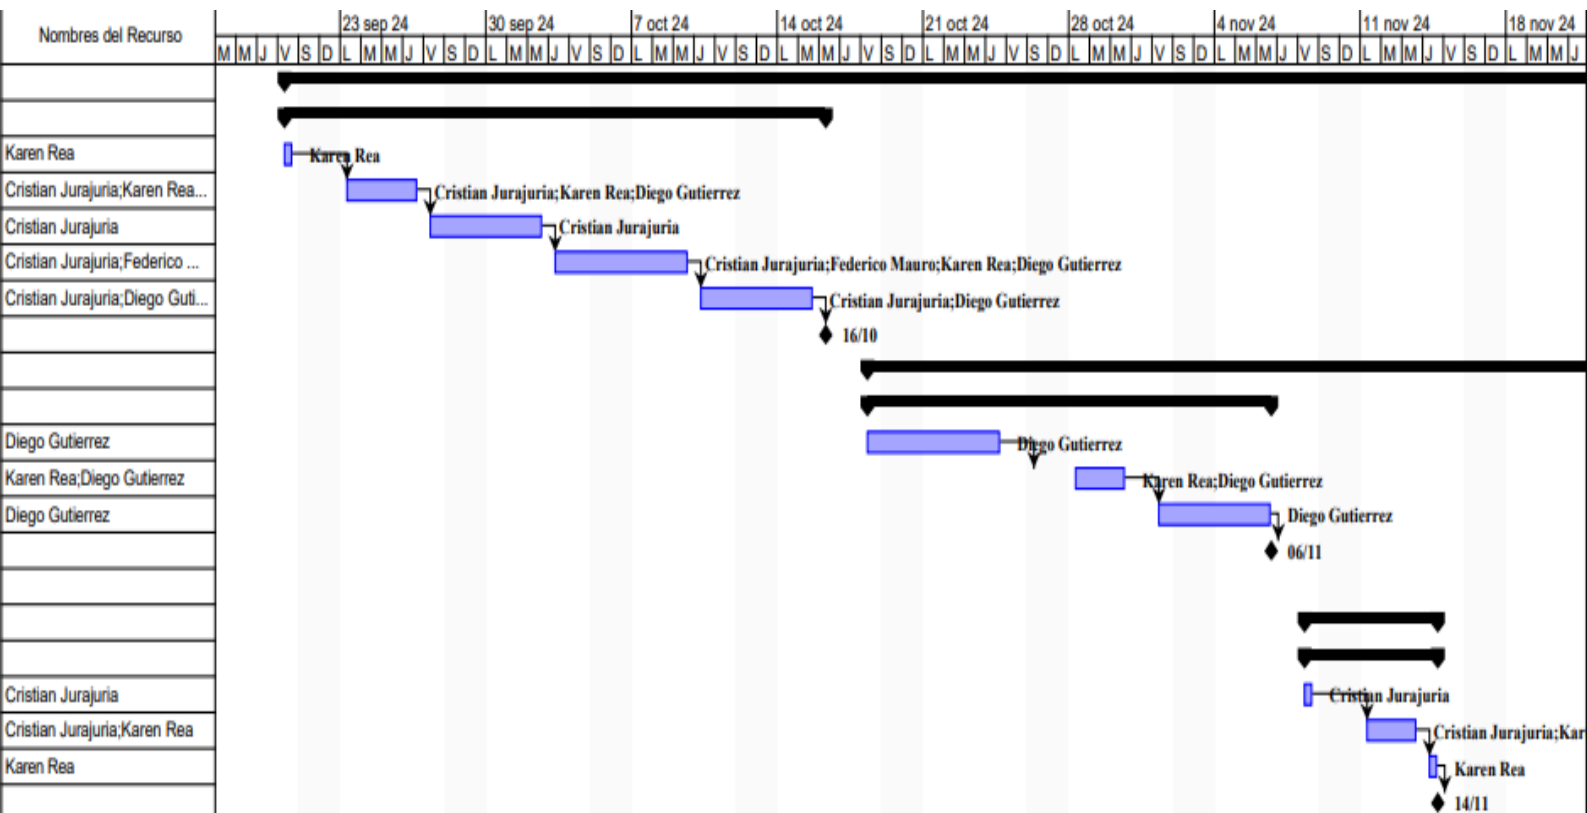 Nombres del Recurso
23 sep 24 30 sep 24 7 oct 24 14 oct 24 21 oct 24 28 oct 24 4 nov 24 11 nov 24 18 nov 24
M M J V S D L M M J V S D L M M J V S D L M M J V S D L M M J V S D L M M J V S D L M M J V S D L M M J V S D L M M J V S D L M M J
Karen Rea Karen Rea
Cristian Jurajuria;Karen Rea... Cristian Jurajuria;Karen Rea;Diego Gutierrez
Cristian Jurajuria Cristian Jurajuria
Cristian Jurajuria;Federico ... Cristian Jurajuria;Federico Mauro;Karen Rea;Diego Gutierrez
Cristian Jurajuria;Diego Guti... Cristian Jurajuria;Diego Gutierrez
16/10
Diego Gutierrez Diego Gutierrez
Karen Rea;Diego Gutierrez Karen Rea;Diego Gutierrez
Diego Gutierrez Diego Gutierrez
06/11
Cristian Jurajuria Cristian Jurajuria
Cristian Jurajuria;Karen Rea Cristian Jurajuria;Kar
Karen Rea Karen Rea
14/11